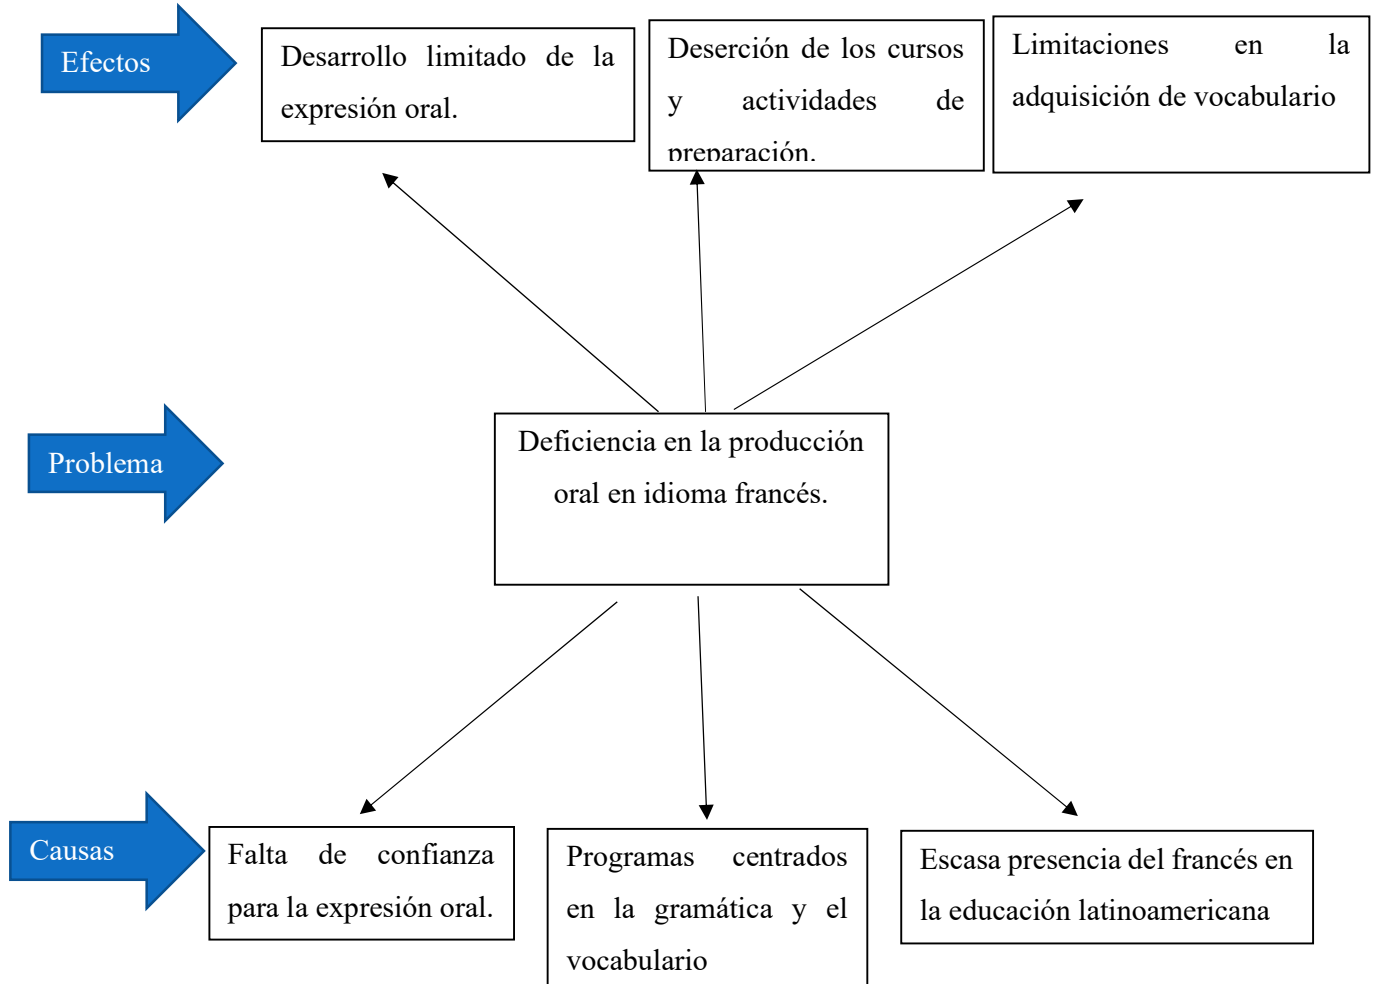 Efectos
Desarrollo limitado de la
expresión oral.
Deserción de los cursos
y actividades de
preparación.
Limitaciones en la
adquisición de vocabulario
Problema
Deficiencia en la producción
oral en idioma francés.
Causas
Falta de confianza
para la expresión oral.
Programas centrados
en la gramática y el
vocabulario
Escasa presencia del francés en
la educación latinoamericana